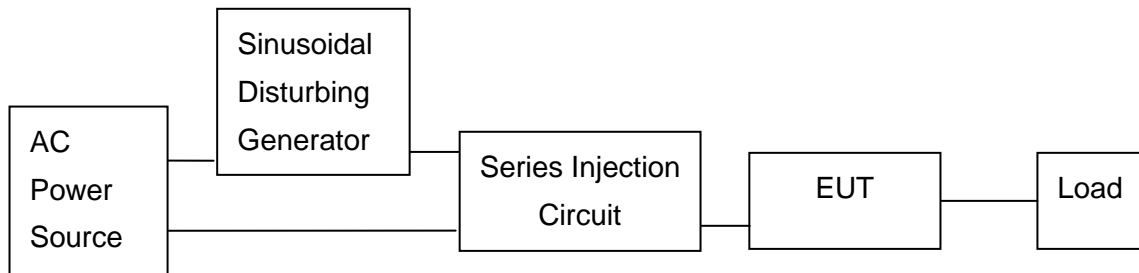 Sinusoidal
Disturbing
Generator
AC
Power
Source
Series Injection
Circuit
EUT
Load